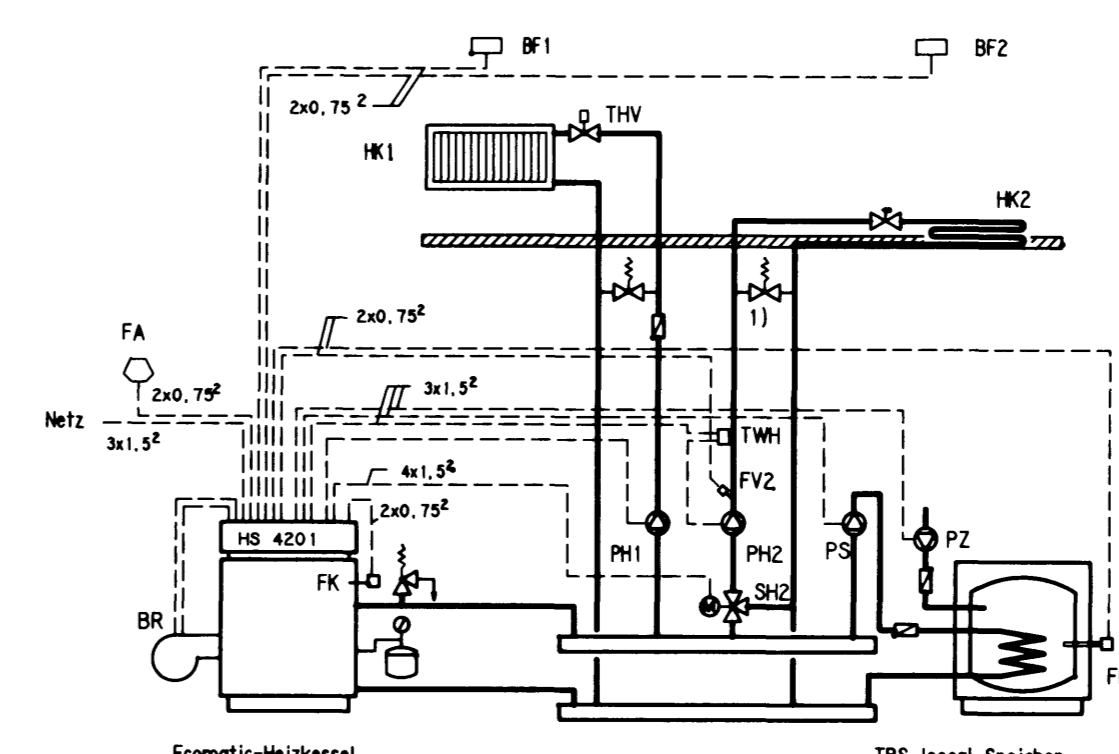 BF1
BF2
2x0,75²
THV
HK1
HK2
1)
2x0,75²
FA
2x0,75²
3x1,5²
Netz
3x1,5²
TWH
4x1,5²
FV2
2x0,75²
HS 4201
PH1
PH2
PS
PZ
FK
SH2
M
BR
Ecomatic-Heizkessel